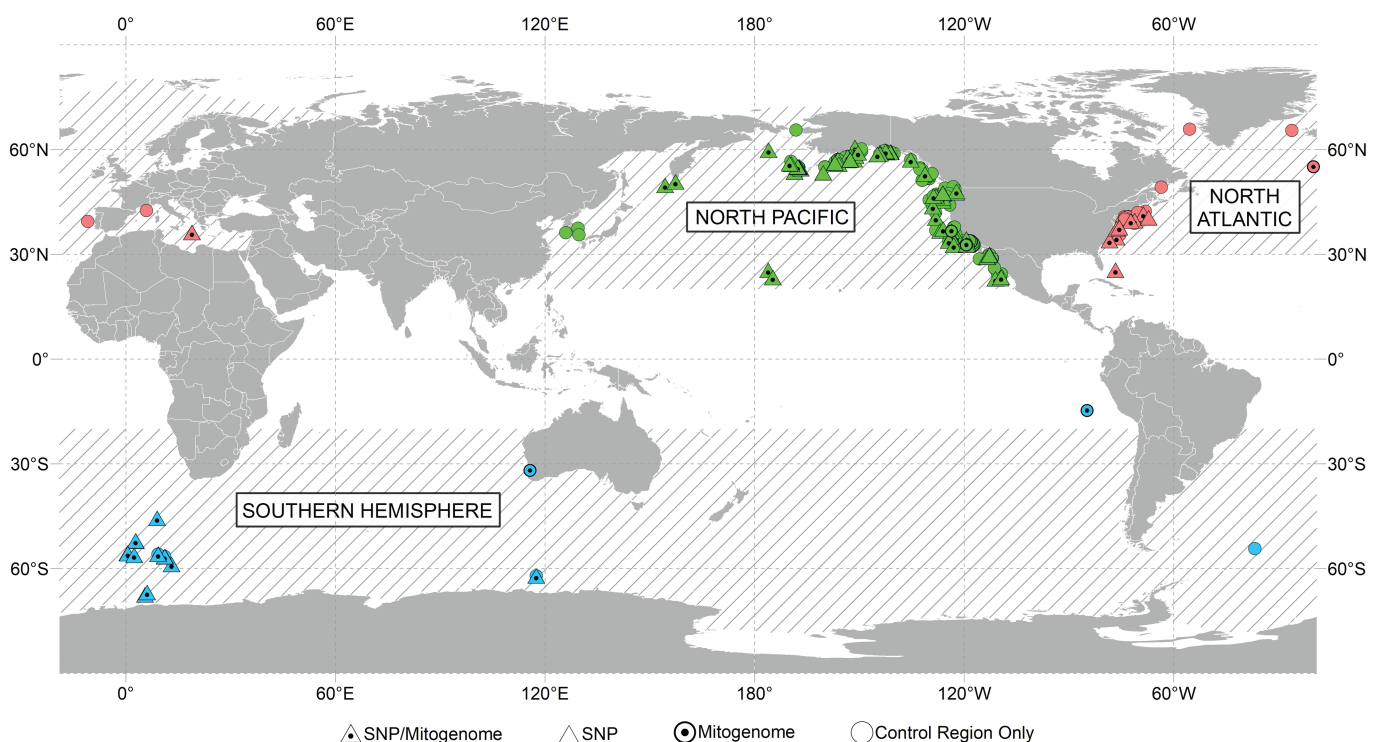 0° 60°E 120°E 180° 120°W 60°W
60°N 60°N
NORTH PACIFIC
NORTH
ATLANTIC
30°N 30°N
0° 0°
30°S 30°S
SOUTHERN HEMISPHERE
60°S 60°S
0° 60°E 120°E 180° 120°W 60°W
SNP/Mitogenome SNP Mitogenome Control Region Only